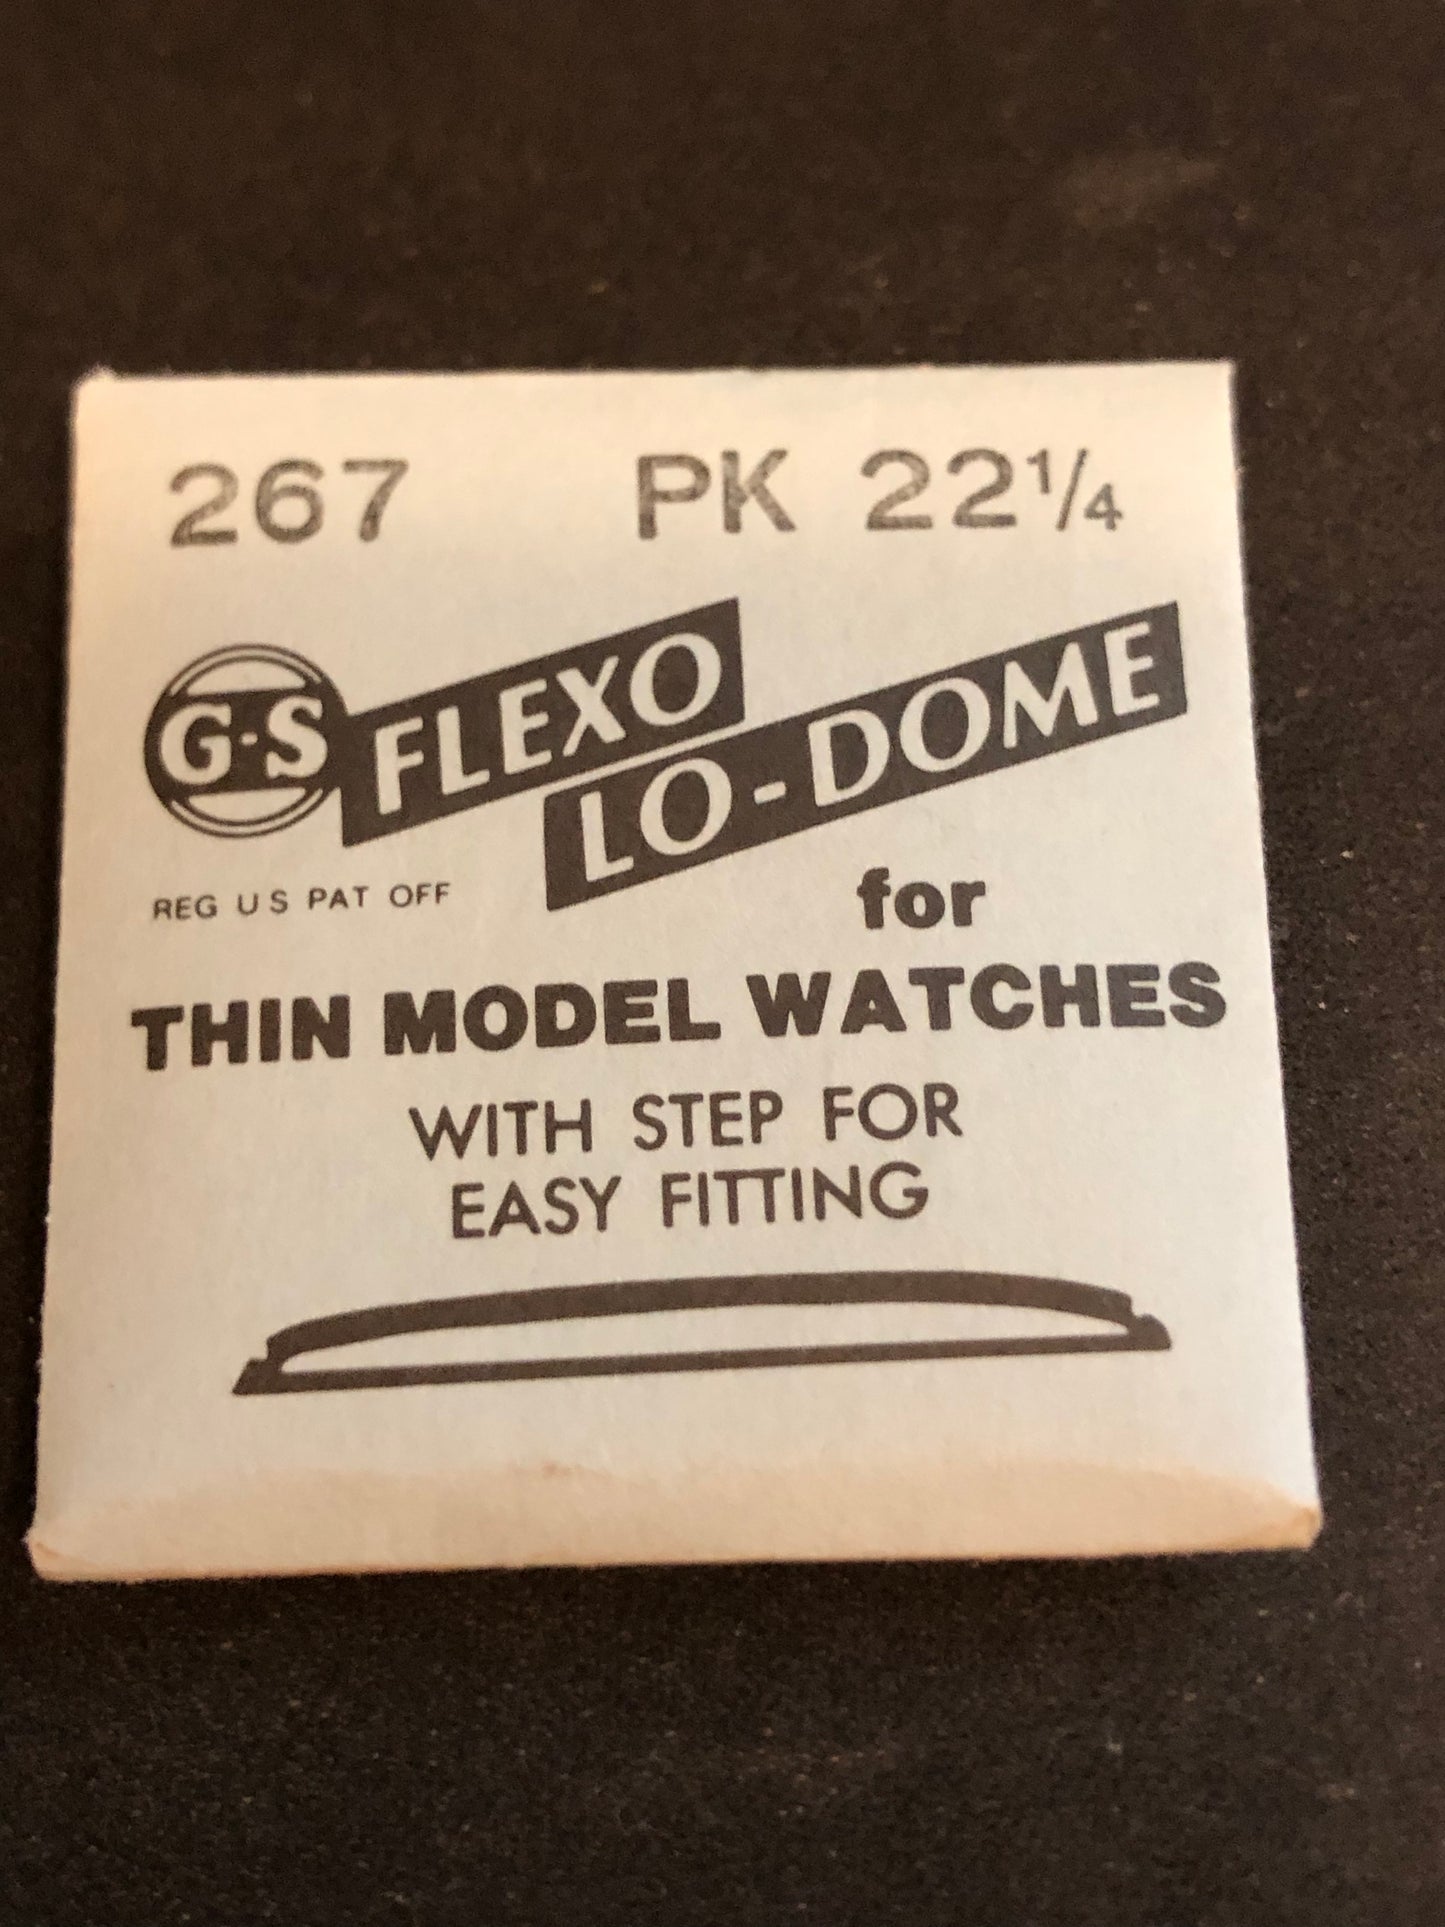 267 PK 22¼
G-S FLEXO
LO-DOME
REG U S PAT OFF
for
THIN MODEL WATCHES
WITH STEP FOR
EASY FITTING